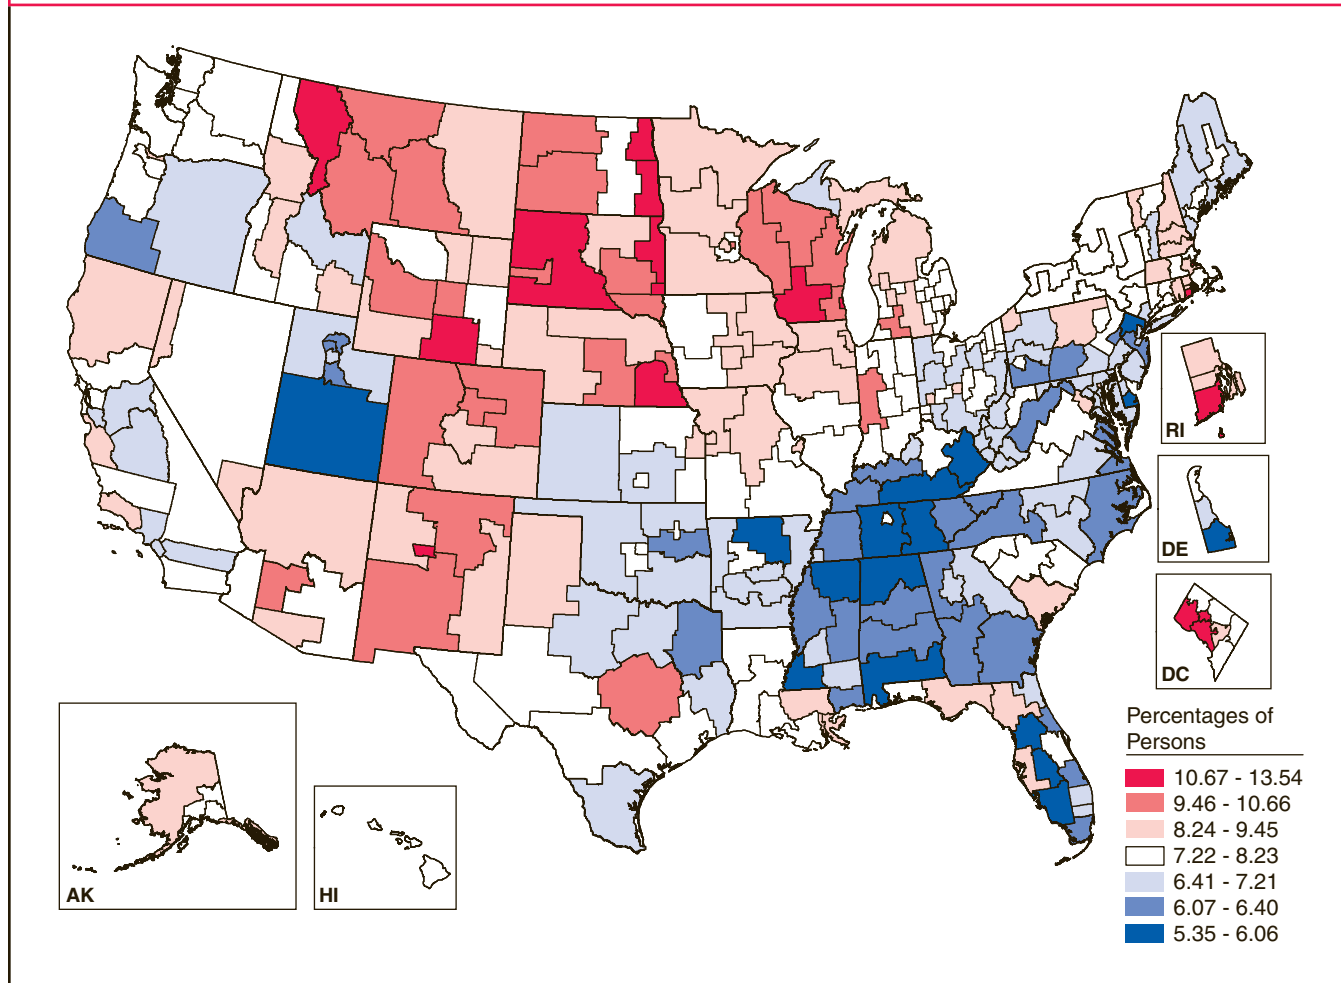 RI
DE
DC
AK
HI
Percentages of
Persons
10.67 - 13.54
9.46 - 10.66
8.24 - 9.45
7.22 - 8.23
6.41 - 7.21
6.07 - 6.40
5.35 - 6.06